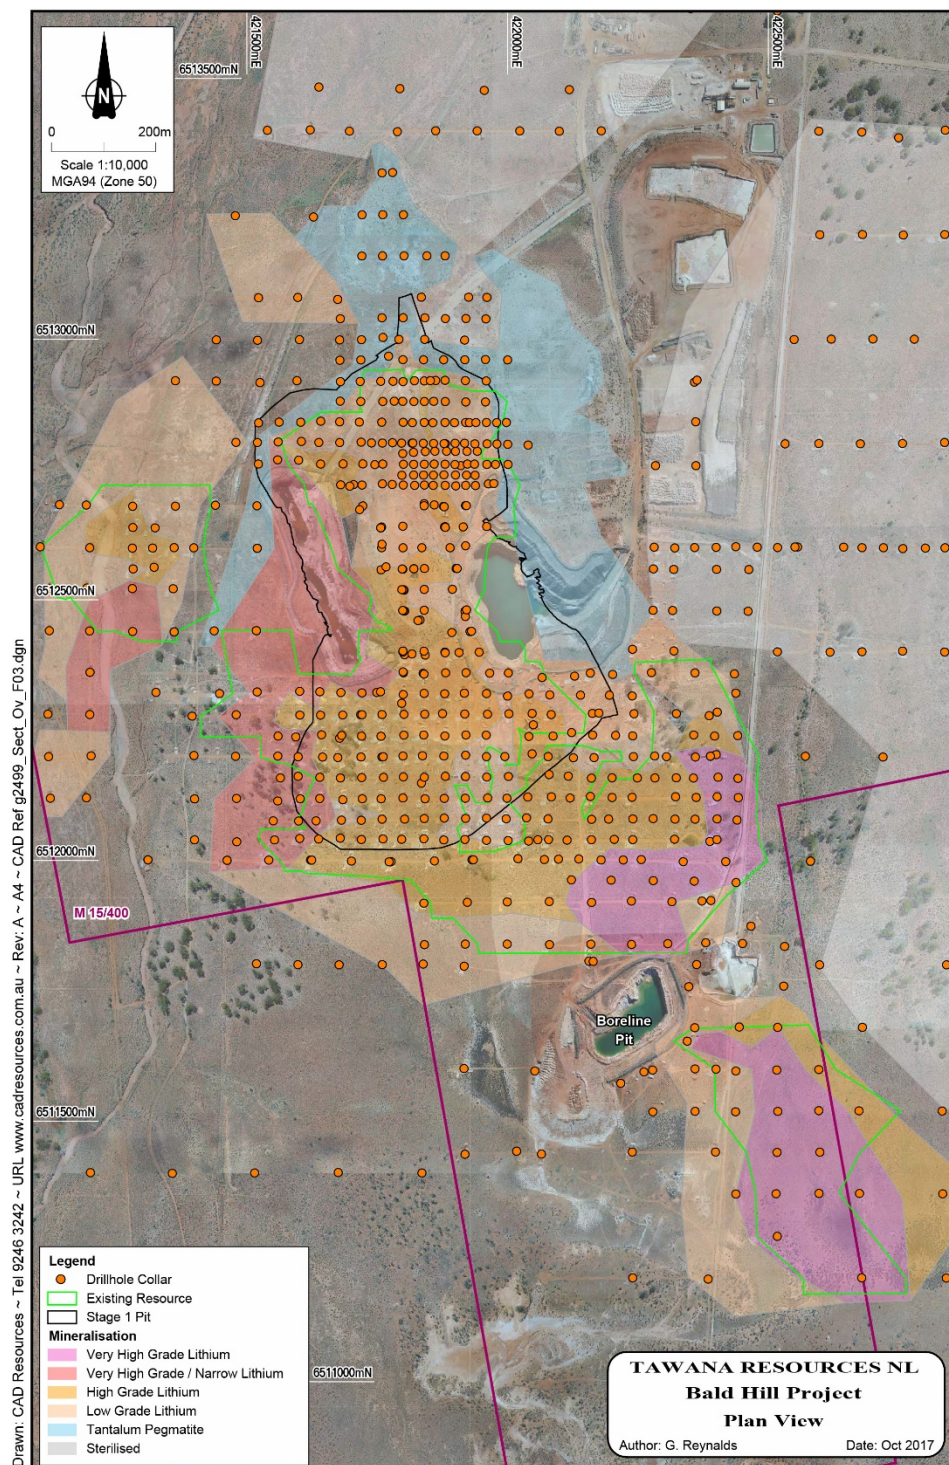 421500mE
422000mE
422500mE
6513500mN
N
0 200m
Scale 1:10,000
MGA94 (Zone 50)
6513000mN
6512500mN
6512000mN
M 15/400
Boreline
Pit
6511500mN
6511000mN
Legend
Drillhole Collar
Existing Resource
Stage 1 Pit
Mineralisation
Very High Grade Lithium
Very High Grade / Narrow Lithium
High Grade Lithium
Low Grade Lithium
Tantalum Pegmatite
Sterilised
TAWANA RESOURCES NL
Bald Hill Project
Plan View
Author: G. Reynalds Date: Oct 2017
Drawn: CAD Resources ~ Tel 9246 3242 ~ URL www.cadresources.com.au ~ Rev: A ~ A4 ~ CAD Ref g2499_Sect_Ov_F03.dgn